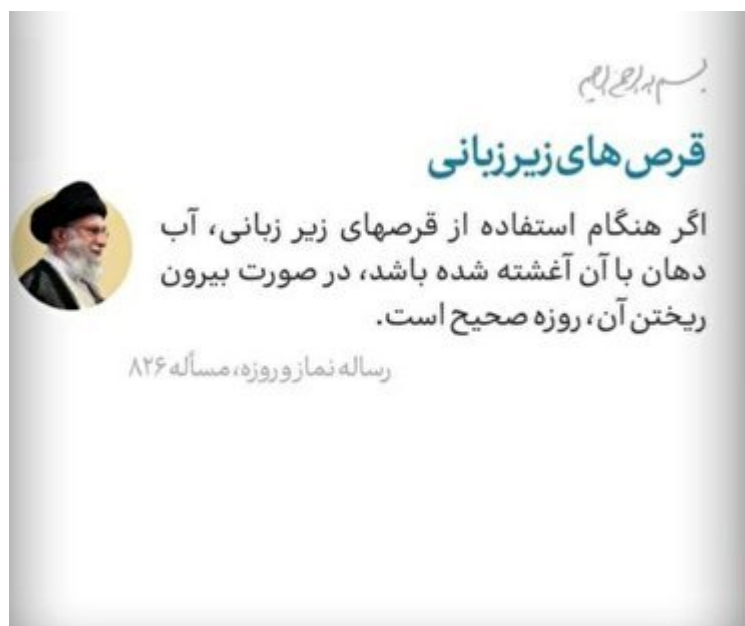 بسم الله الرحمن الرحیم
قرص‌های زیرزبانی
اگر هنگام استفاده از قرصهای زیر زبانی، آب
دهان با آن آغشته شده باشد، در صورت بیرون
ریختن آن، روزه صحیح است.
رساله نماز و روزه، مسأله ۸۲۶